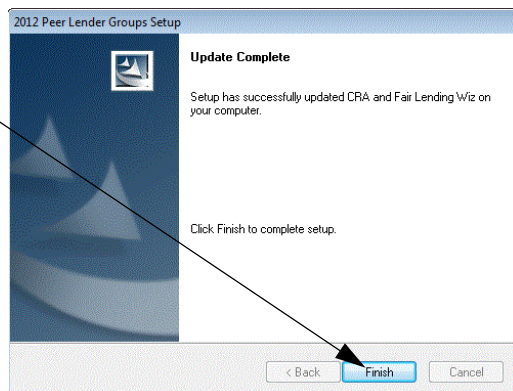 2012 Peer Lender Groups Setup
Update Complete
Setup has successfully updated CRA and Fair Lending Wiz on
your computer.
Click Finish to complete setup.
< Back Finish Cancel